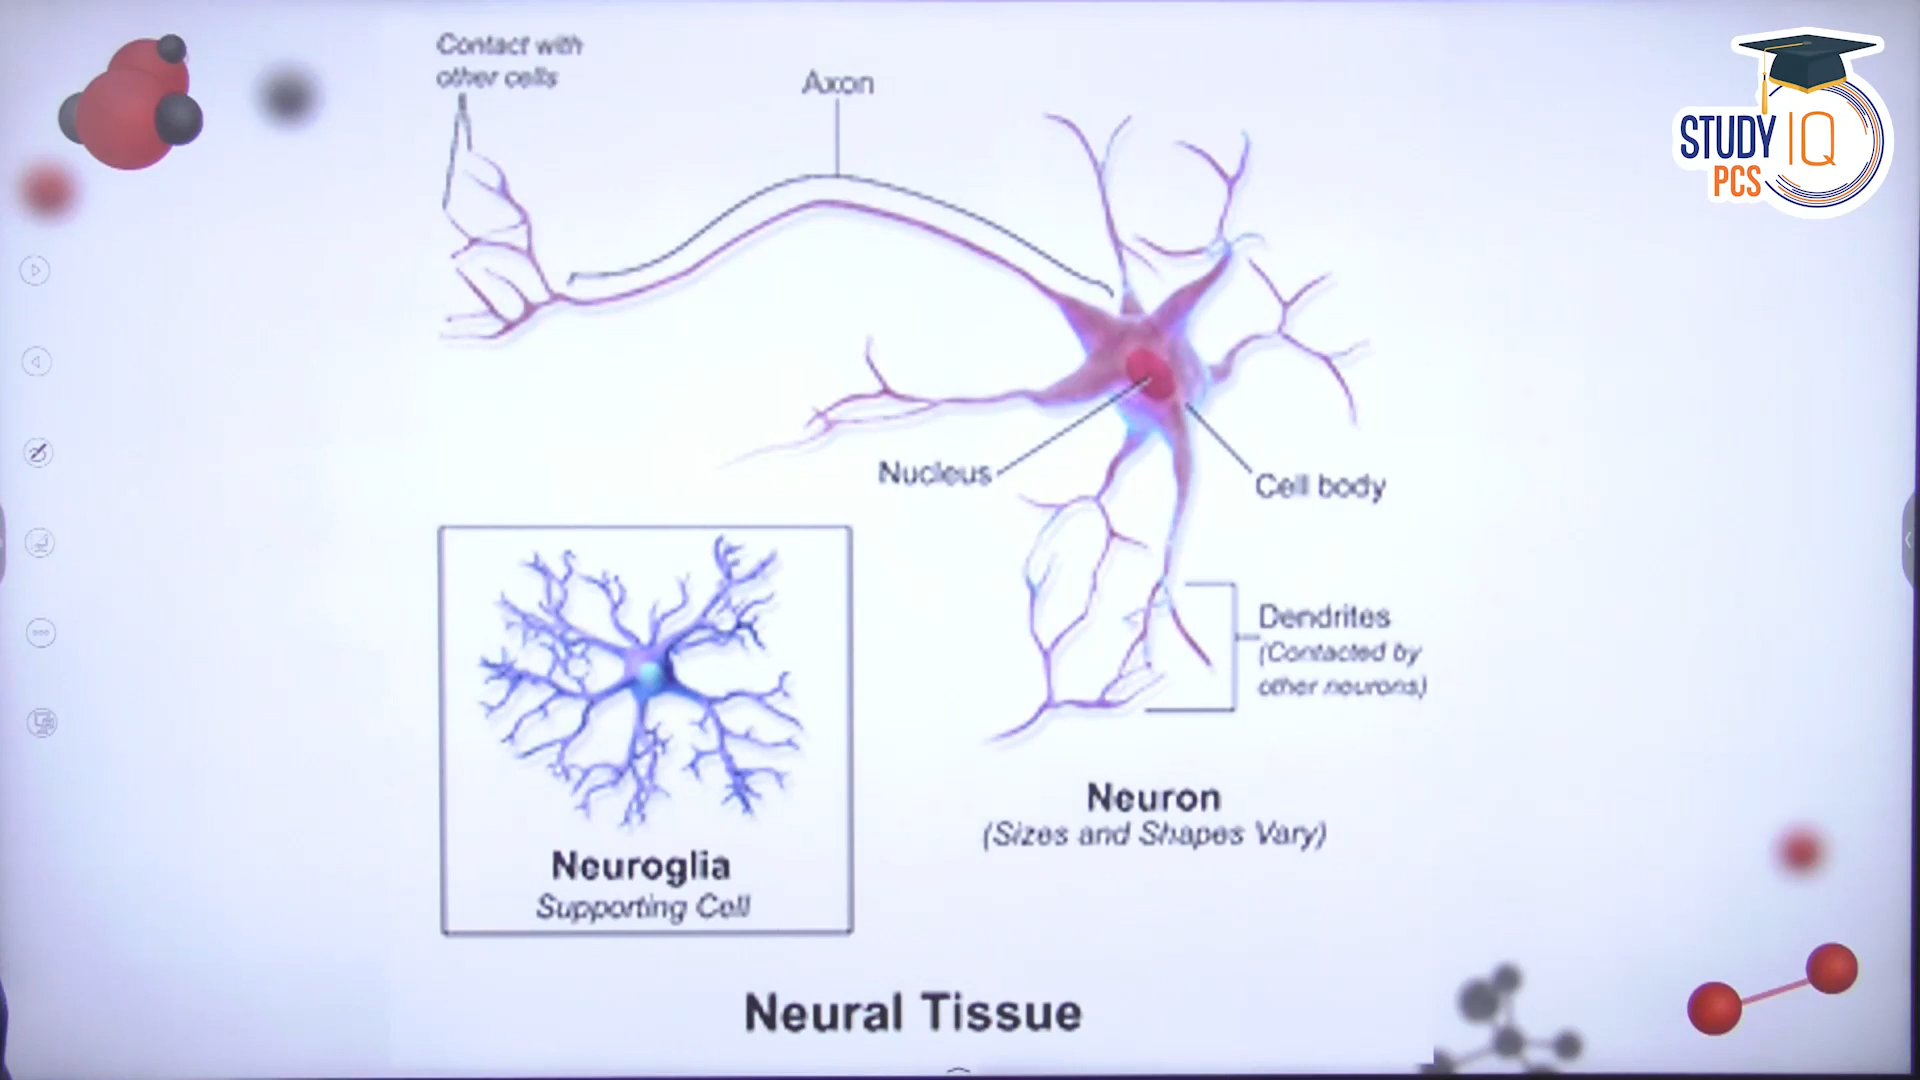 Contact with
other cells
Axon
STUDY IQ
PCS
Nucleus
Cell body
Dendrites
(Contacted by
other neurons)
Neuron
(Sizes and Shapes Vary)
Neuroglia
Supporting Cell
Neural Tissue